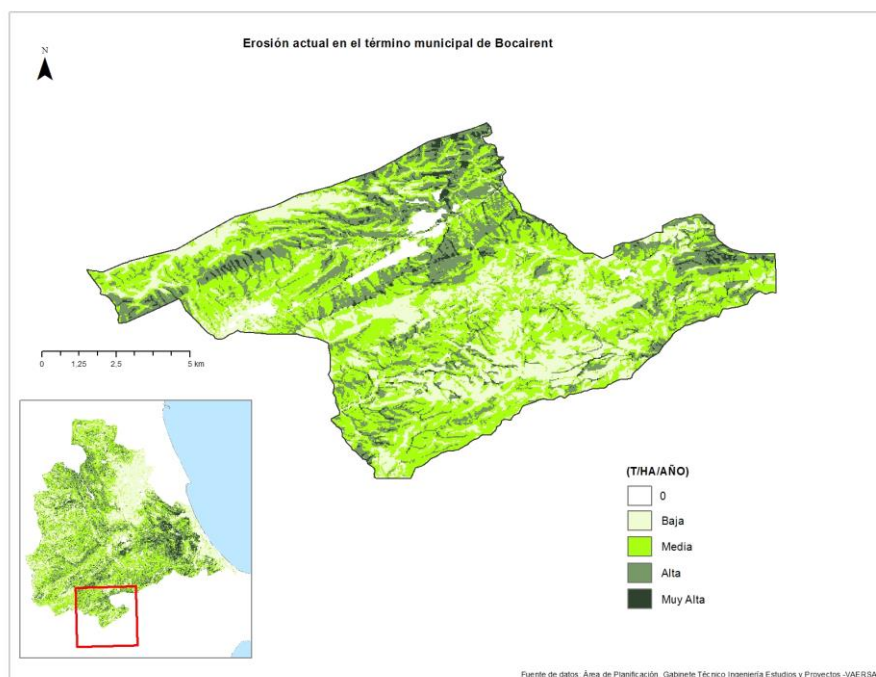 Erosión actual en el término municipal de Bocairent
N
0 1,25 2,5 5 km
(T/HA/AÑO)
0
Baja
Media
Alta
Muy Alta
Fuente de datos: Área de Planificación. Gabinete Técnico Ingeniería Estudios y Proyectos -VAERSA